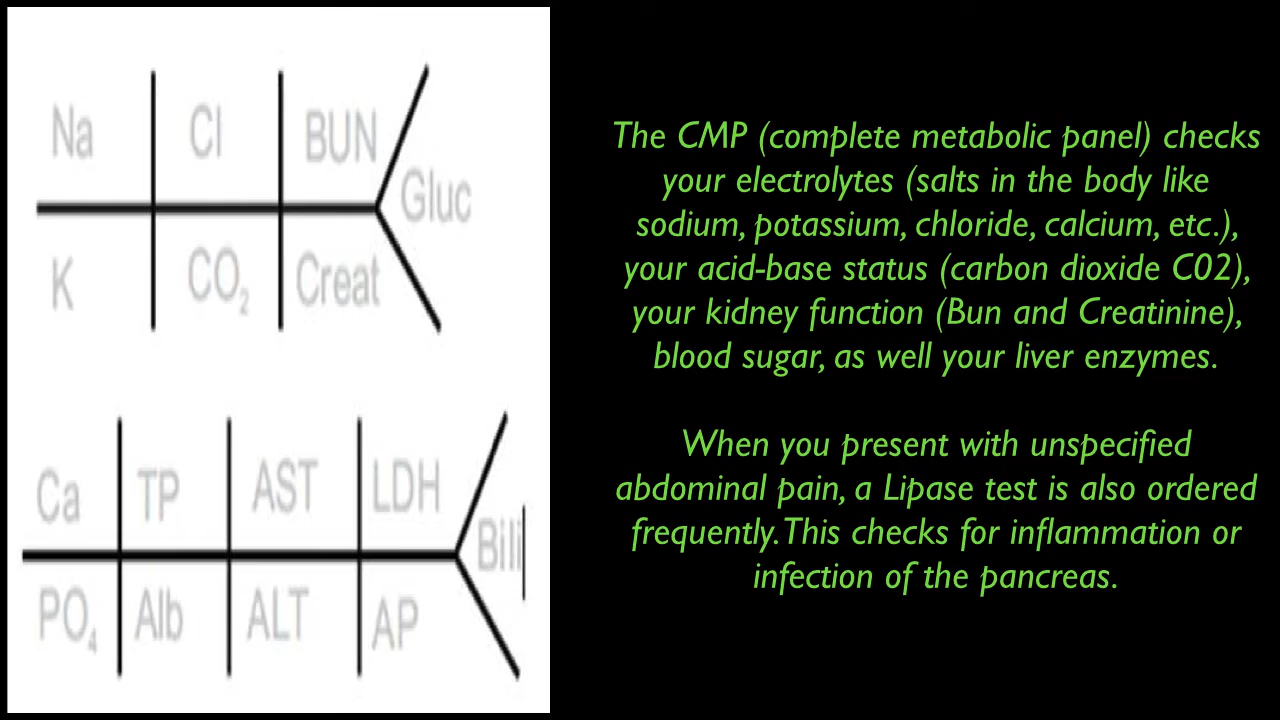 Na Cl BUN
Gluc
K CO₂ Creat
Ca TP AST LDH
Bili
PO₄ Alb ALT AP
The CMP (complete metabolic panel) checks
your electrolytes (salts in the body like
sodium, potassium, chloride, calcium, etc.),
your acid-base status (carbon dioxide C02),
your kidney function (Bun and Creatinine),
blood sugar, as well your liver enzymes.
When you present with unspecified
abdominal pain, a Lipase test is also ordered
frequently. This checks for inflammation or
infection of the pancreas.